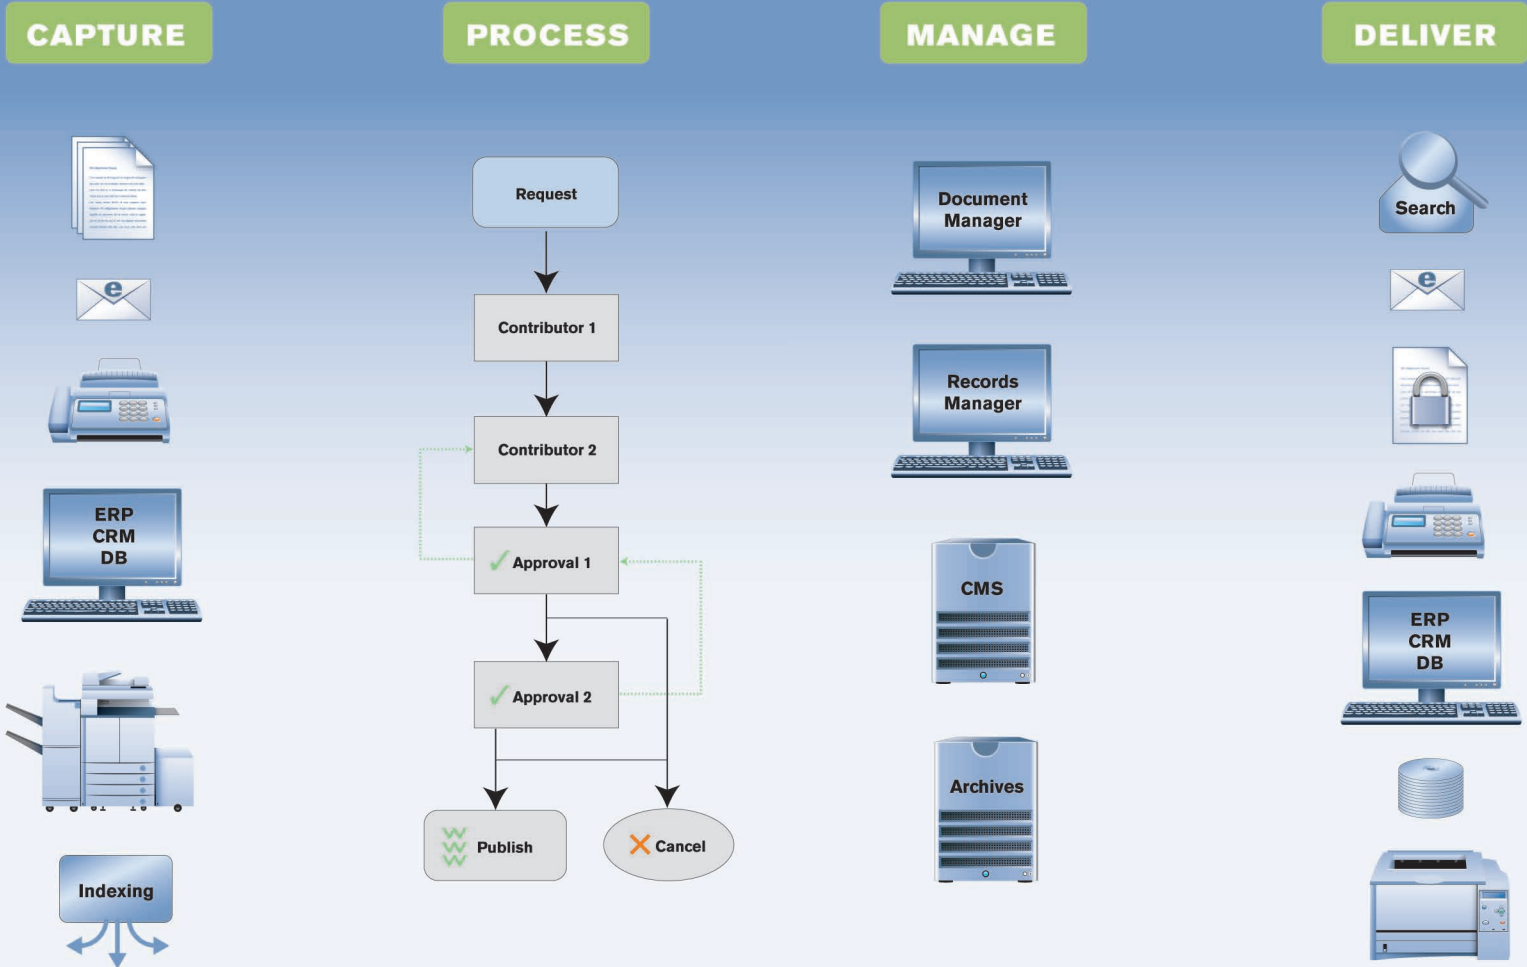 CAPTURE
PROCESS
MANAGE
DELIVER
e
ERP
CRM
DB
Indexing
Request
Contributor 1
Contributor 2
Approval 1
Approval 2
Publish
Cancel
Document
Manager
Records
Manager
CMS
Archives
Search
e
ERP
CRM
DB